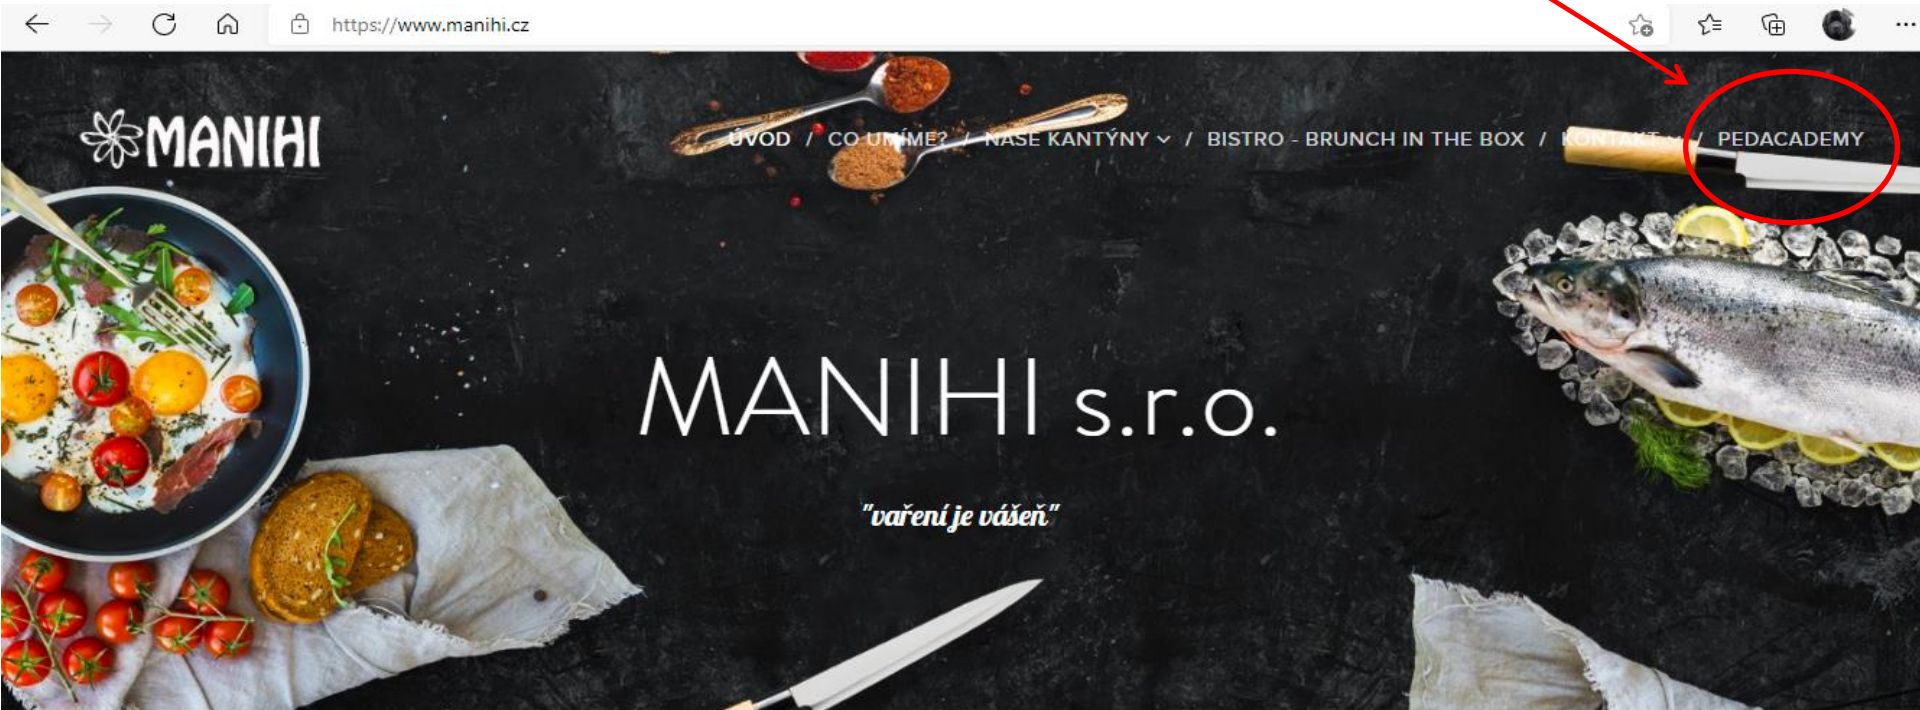 https://www.manihi.cz
MANIHI
ÚVOD / CO UMÍME? / NAŠE KANTÝNY / BISTRO - BRUNCH IN THE BOX / KONTAKT / PEDACADEMY
MANIHI s.r.o.
"vaření je vášeň"